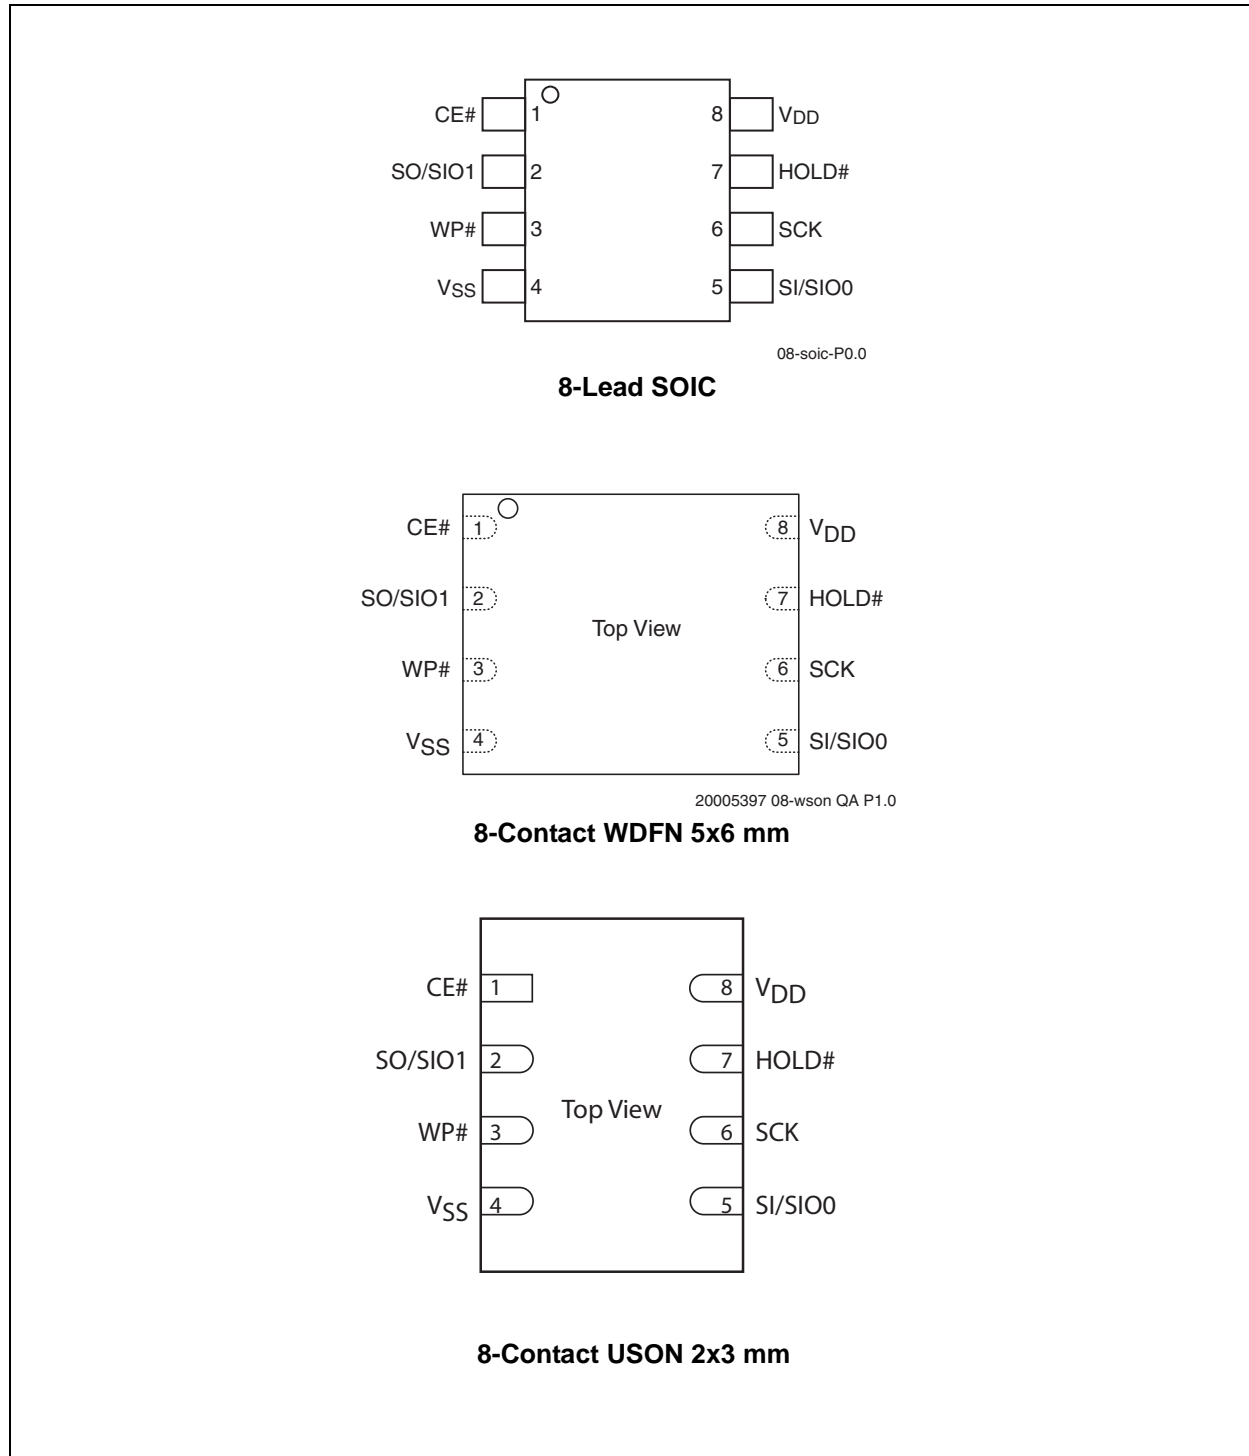 CE# 1 8 VDD
SO/SIO1 2 7 HOLD#
WP# 3 6 SCK
VSS 4 5 SI/SIO0
08-soic-P0.0
8-Lead SOIC
CE# 1 8 VDD
SO/SIO1 2 7 HOLD#
Top View
WP# 3 6 SCK
VSS 4 5 SI/SIO0
20005397 08-wson QA P1.0
8-Contact WDFN 5x6 mm
CE# 1 8 VDD
SO/SIO1 2 7 HOLD#
Top View
WP# 3 6 SCK
VSS 4 5 SI/SIO0
8-Contact USON 2x3 mm